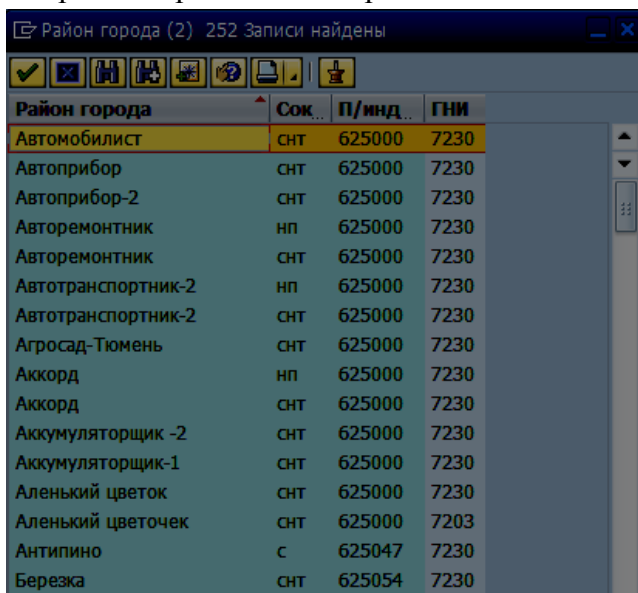 Район города (2) 252 Записи найдены
Район города Сок... П/инд... ГНИ
Автомобилист снт 625000 7230
Автоприбор снт 625000 7230
Автоприбор-2 снт 625000 7230
Авторемонтник нп 625000 7230
Авторемонтник снт 625000 7230
Автотранспортник-2 нп 625000 7230
Автотранспортник-2 снт 625000 7230
Агросад-Тюмень снт 625000 7230
Аккорд нп 625000 7230
Аккорд снт 625000 7230
Аккумуляторщик -2 снт 625000 7230
Аккумуляторщик-1 снт 625000 7230
Аленький цветок снт 625000 7230
Аленький цветочек снт 625000 7203
Антипино с 625047 7230
Березка снт 625054 7230